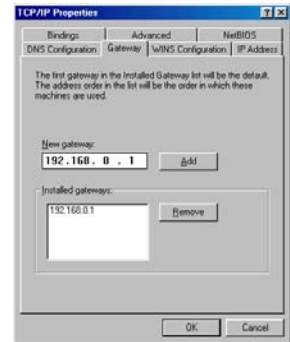 TCP/IP Properties
Bindings Advanced NetBIOS
DNS Configuration Gateway WINS Configuration IP Address
The first gateway in the Installed Gateway list will be the default.
The address order in the list will be the order in which these
machines are used.
New gateway:
192.168. 0 . 1 Add
Installed gateways:
192.168.0.1 Remove
OK Cancel